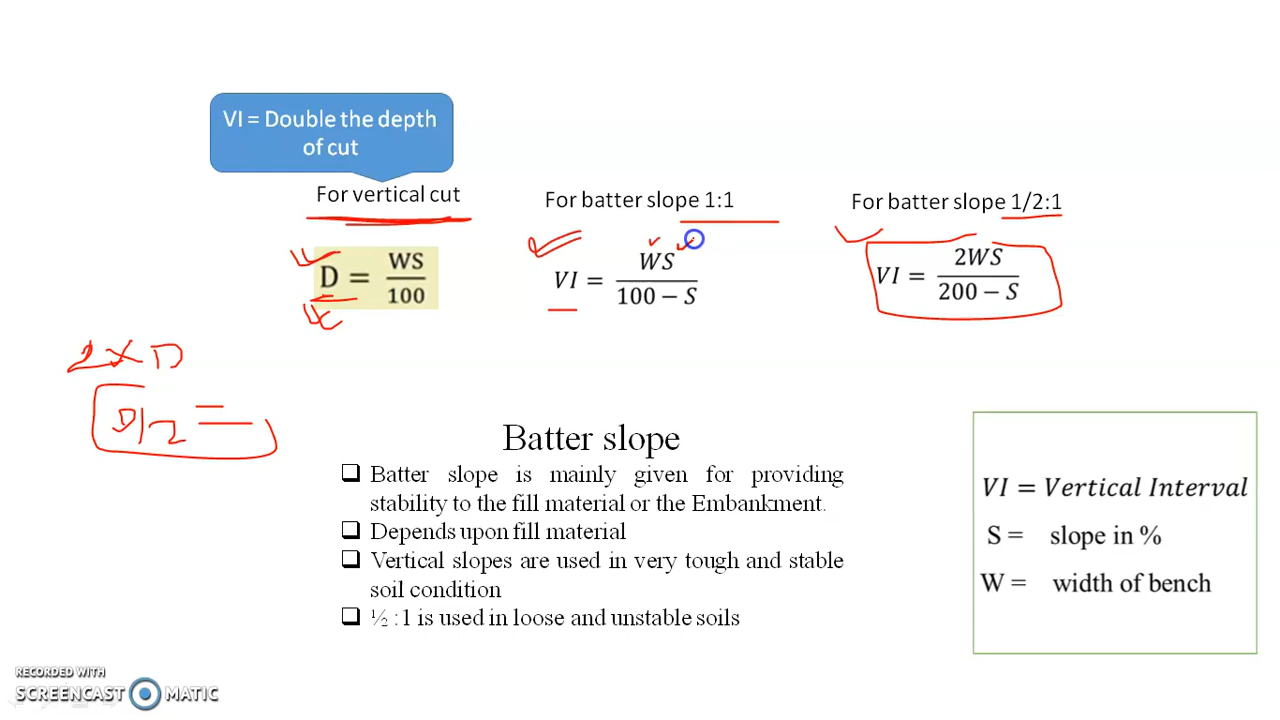 VI = Double the depth
of cut
For vertical cut
For batter slope 1:1
For batter slope 1/2:1
D = WS/100
VI = WS/(100 − S)
VI = 2WS/(200 − S)
2 X D
D/2 =
Batter slope
❑ Batter slope is mainly given for providing
stability to the fill material or the Embankment.
❑ Depends upon fill material
❑ Vertical slopes are used in very tough and stable
soil condition
❑ ½ :1 is used in loose and unstable soils
VI = Vertical Interval
S = slope in %
W = width of bench
RECORDED WITH
SCREENCAST MATIC